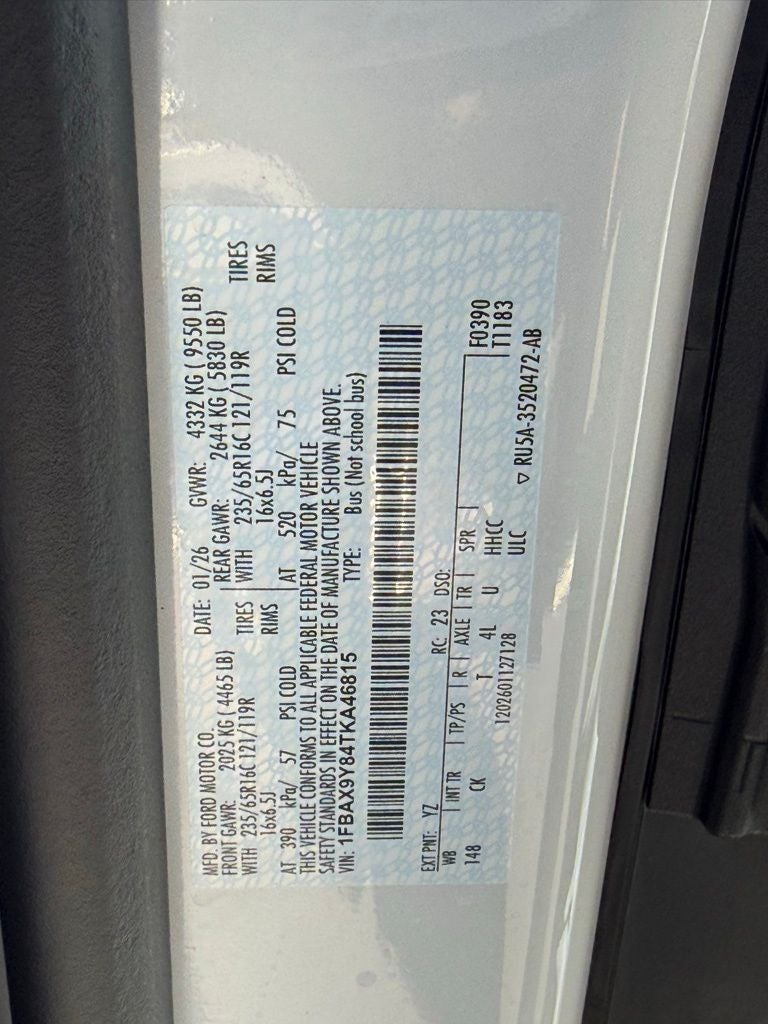 MFD. BY FORD MOTOR CO. DATE: 01/26 GVWR: 4332 KG ( 9550 LB)
FRONT GAWR: 2025 KG ( 4465 LB) REAR GAWR: 2644 KG ( 5830 LB)
WITH 235/65R16C 121/119R TIRES WITH 235/65R16C 121/119R TIRES
16x6.5J RIMS 16x6.5J RIMS
AT 390 kPa/ 57 PSI COLD AT 520 kPa/ 75 PSI COLD
THIS VEHICLE CONFORMS TO ALL APPLICABLE FEDERAL MOTOR VEHICLE
SAFETY STANDARDS IN EFFECT ON THE DATE OF MANUFACTURE SHOWN ABOVE.
VIN: 1FBAX9Y84TKA46815 TYPE: Bus (Not school bus)
EXT PNT: YZ RC: 23 DSO:
WB INT TR TP/PS R AXLE TR SPR F0390
148 CK T 4L U HHCC T1183
1202601127128 ULC
▽ RU5A-3520472-AB